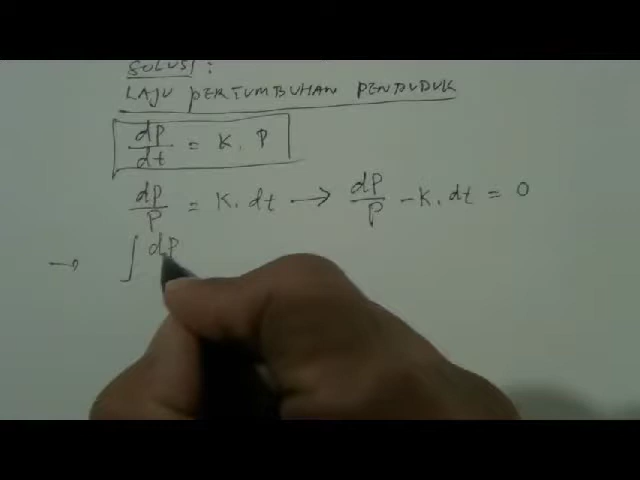 SOLUSI :
LAJU PERTUMBUHAN PENDUDUK
dP/dt = K. P
dP/P = K. dt → dP/P - K. dt = 0
→ ∫ dP